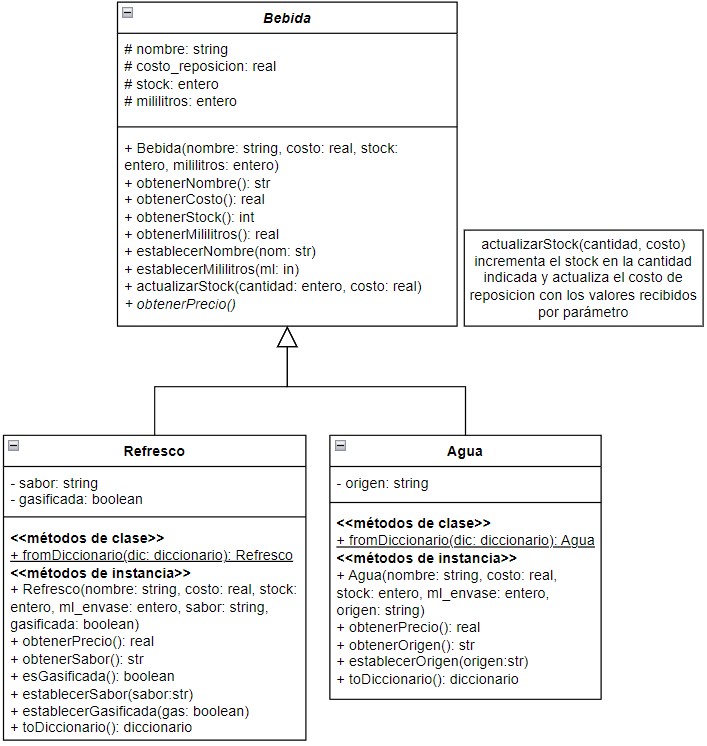 Bebida
# nombre: string
# costo_reposicion: real
# stock: entero
# mililitros: entero
+ Bebida(nombre: string, costo: real, stock:
entero, mililitros: entero)
+ obtenerNombre(): str
+ obtenerCosto(): real
+ obtenerStock(): int
+ obtenerMililitros(): real
+ establecerNombre(nom: str)
+ establecerMililitros(ml: in)
+ actualizarStock(cantidad: entero, costo: real)
+ obtenerPrecio()
actualizarStock(cantidad, costo)
incrementa el stock en la cantidad
indicada y actualiza el costo de
reposicion con los valores recibidos
por parámetro
Refresco
- sabor: string
- gasificada: boolean
<<métodos de clase>>
+ fromDiccionario(dic: diccionario): Refresco
<<métodos de instancia>>
+ Refresco(nombre: string, costo: real, stock:
entero, ml_envase: entero, sabor: string,
gasificada: boolean)
+ obtenerPrecio(): real
+ obtenerSabor(): str
+ esGasificada(): boolean
+ establecerSabor(sabor:str)
+ establecerGasificada(gas: boolean)
+ toDiccionario(): diccionario
Agua
- origen: string
<<métodos de clase>>
+ fromDiccionario(dic: diccionario): Agua
<<métodos de instancia>>
+ Agua(nombre: string, costo: real,
stock: entero, ml_envase: entero,
origen: string)
+ obtenerPrecio(): real
+ obtenerOrigen(): str
+ establecerOrigen(origen:str)
+ toDiccionario(): diccionario